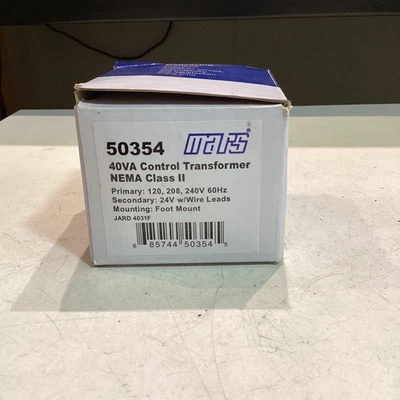 50354 mars®
40VA Control Transformer
NEMA Class II
Primary: 120, 208, 240V 60Hz
Secondary: 24V w/Wire Leads
Mounting: Foot Mount
JARD 4031F
6 85744 50354 5